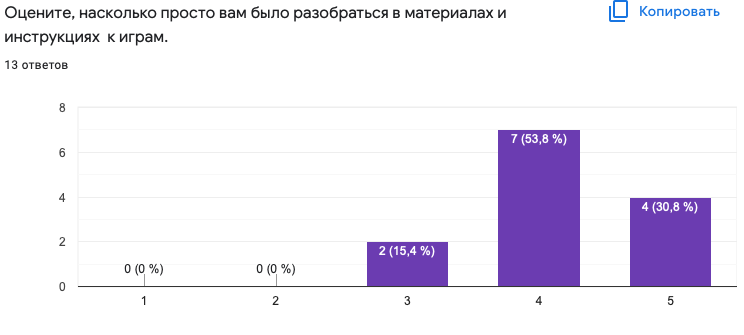 Оцените, насколько просто вам было разобраться в материалах и
инструкциях к играм.
Копировать
13 ответов
8
6
4
2
0
0 (0 %)
0 (0 %)
2 (15,4 %)
7 (53,8 %)
4 (30,8 %)
1
2
3
4
5